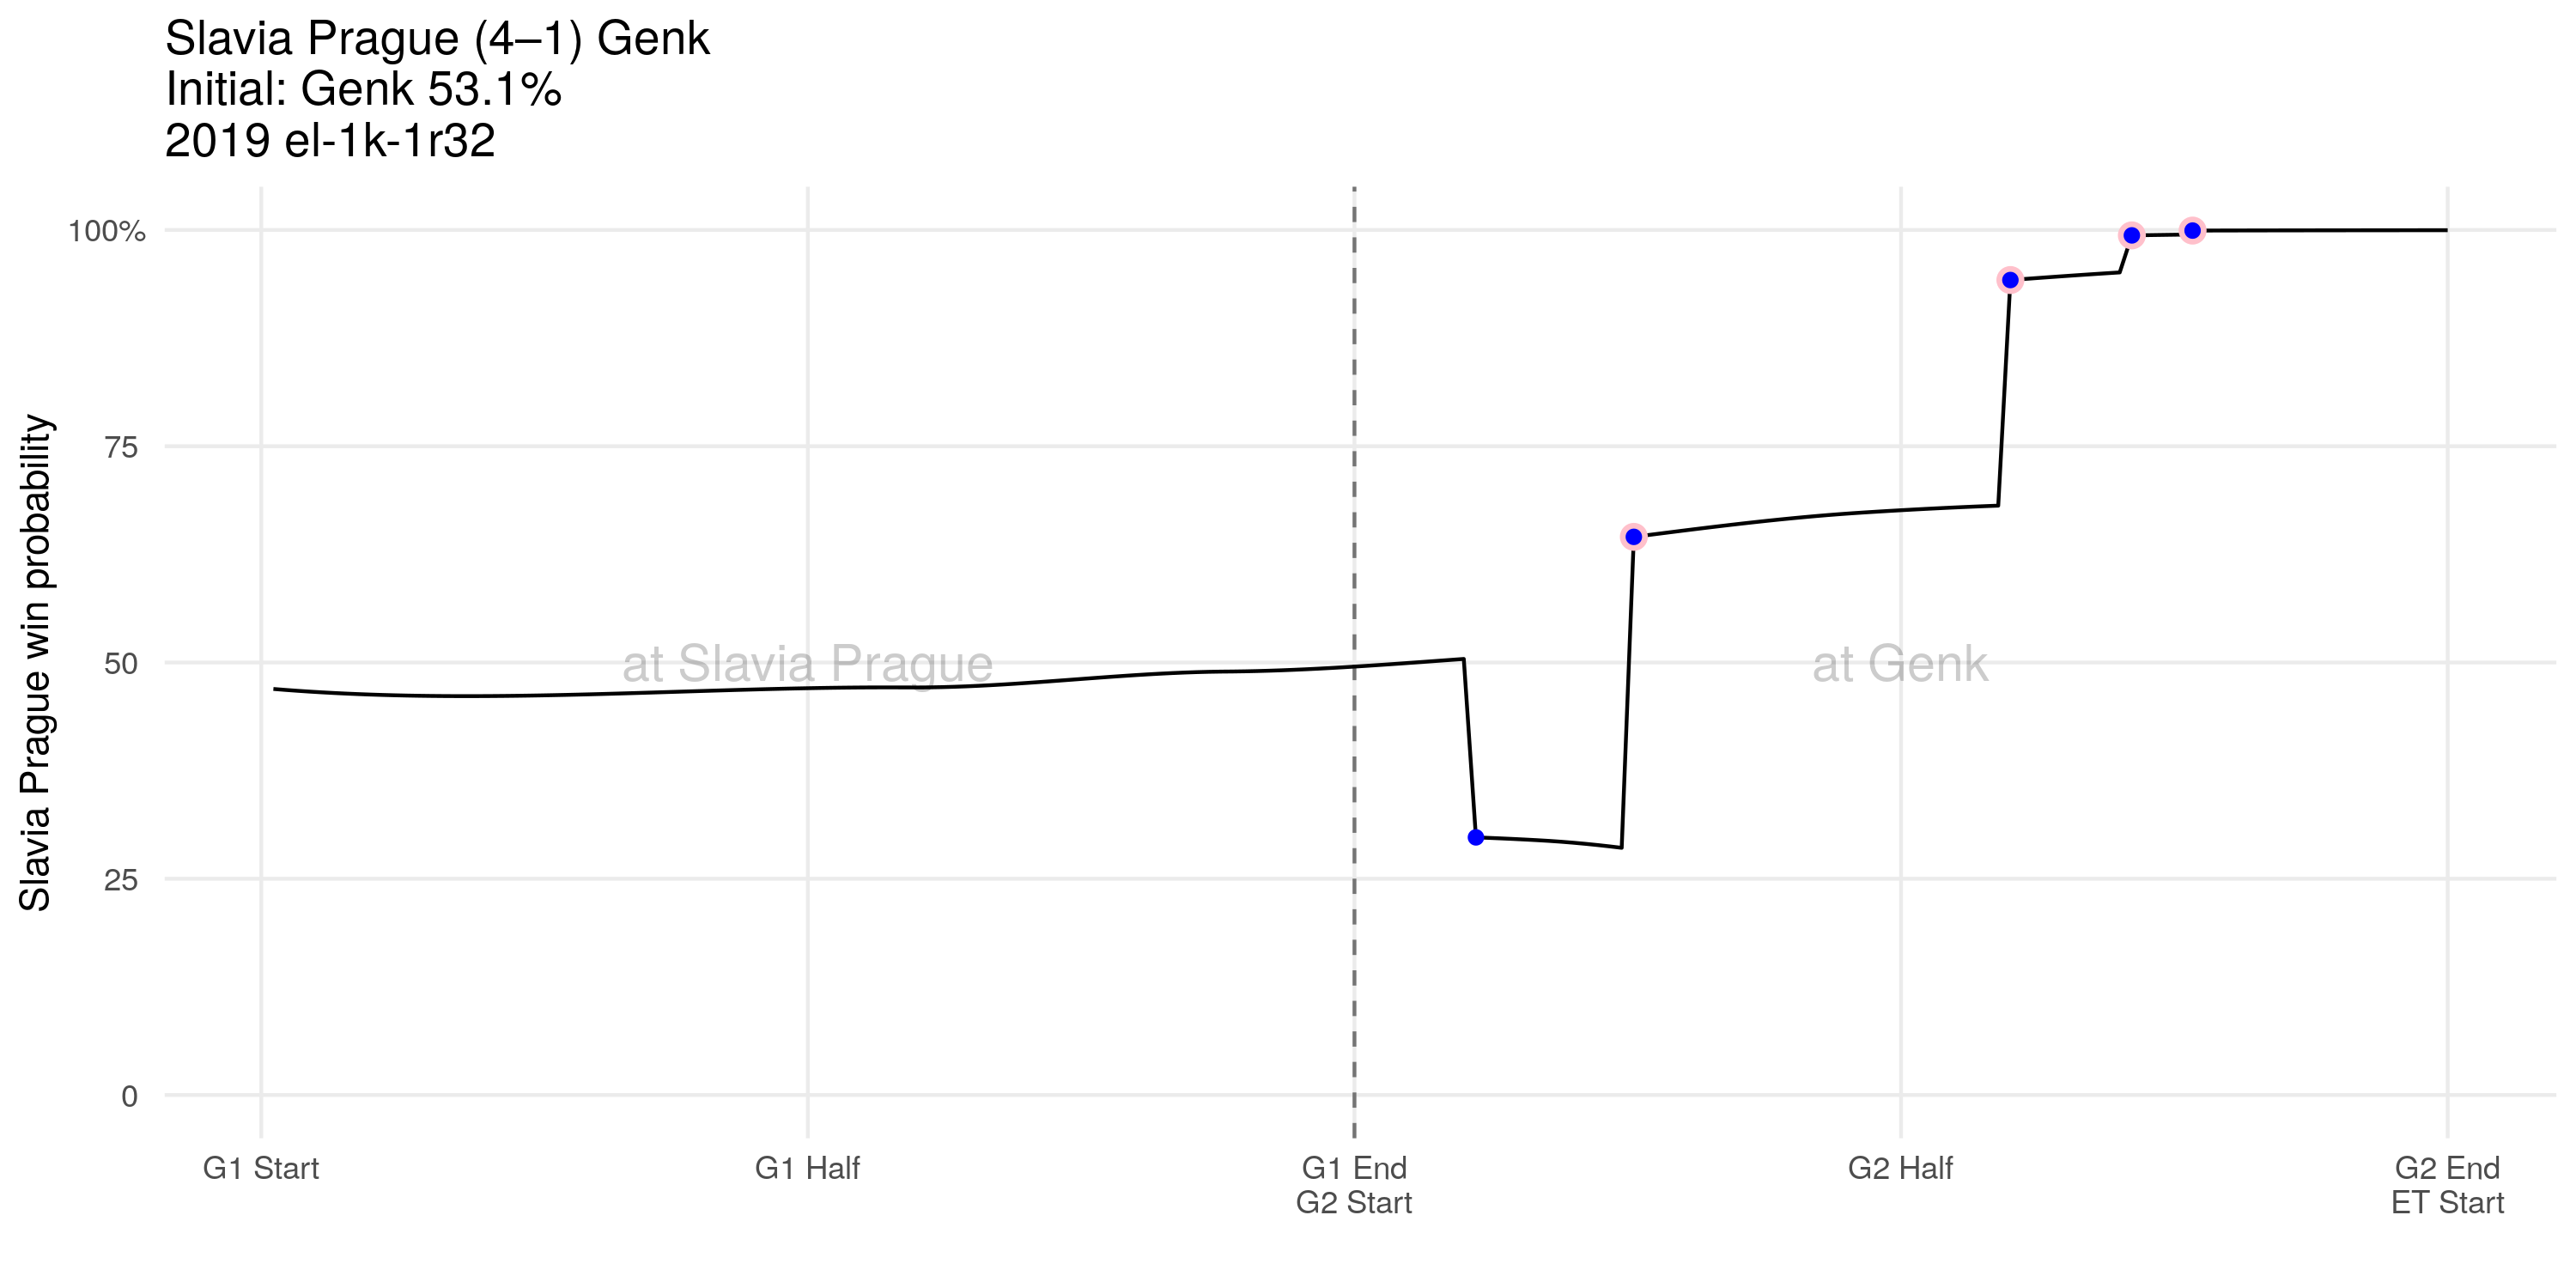 Slavia Prague (4–1) Genk
Initial: Genk 53.1%
2019 el-1k-1r32
Slavia Prague win probability
100%
75
50
25
0
at Slavia Prague
at Genk
G1 Start
G1 Half
G1 End
G2 Start
G2 Half
G2 End
ET Start